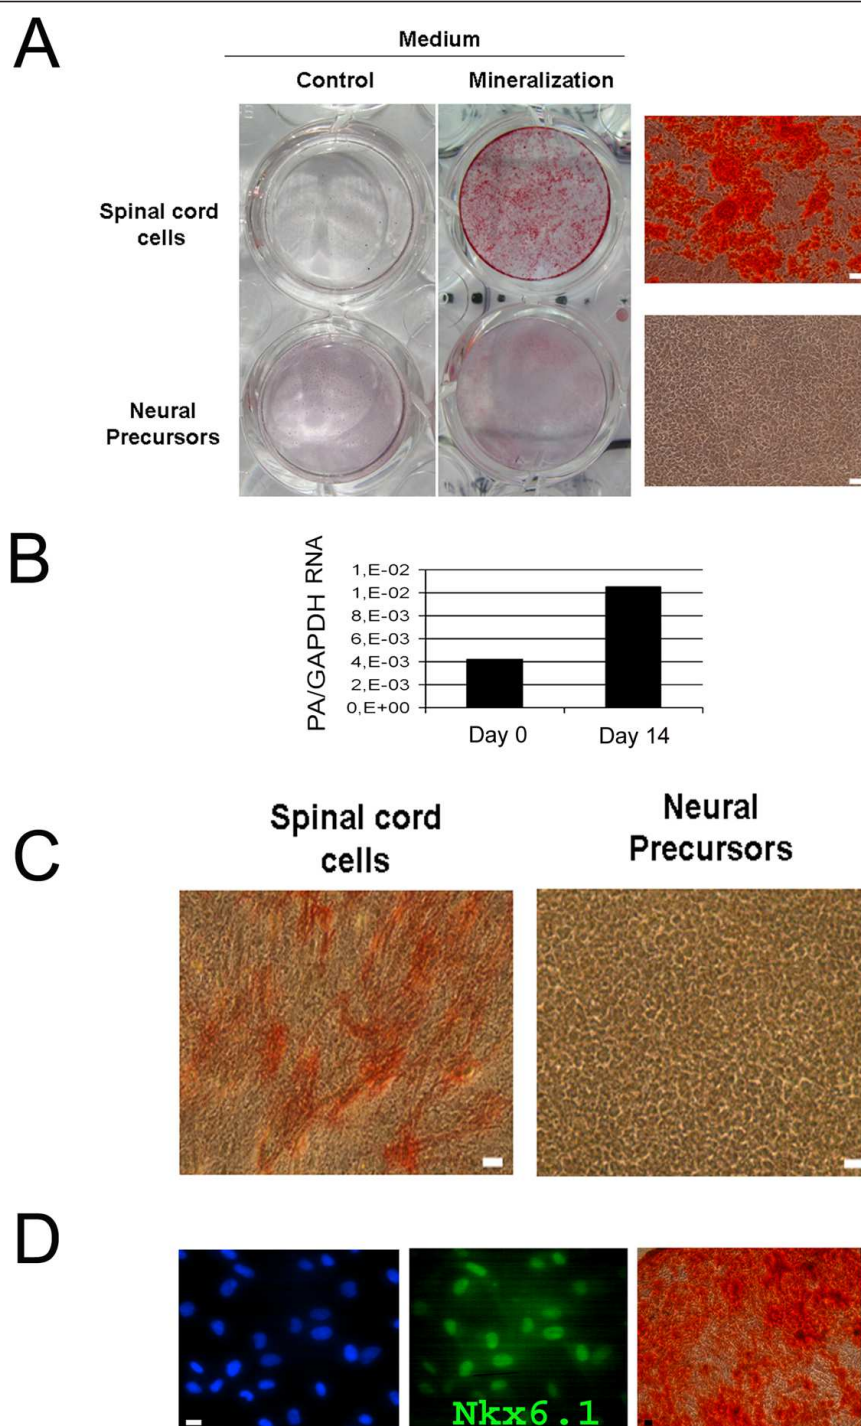 A
Medium
Control
Mineralization
Spinal cord
cells
Neural
Precursors
B
PA/GAPDH RNA
1,E-02
1,E-02
8,E-03
6,E-03
4,E-03
2,E-03
0,E+00
Day 0
Day 14
C
Spinal cord
cells
Neural
Precursors
D
Nkx6.1